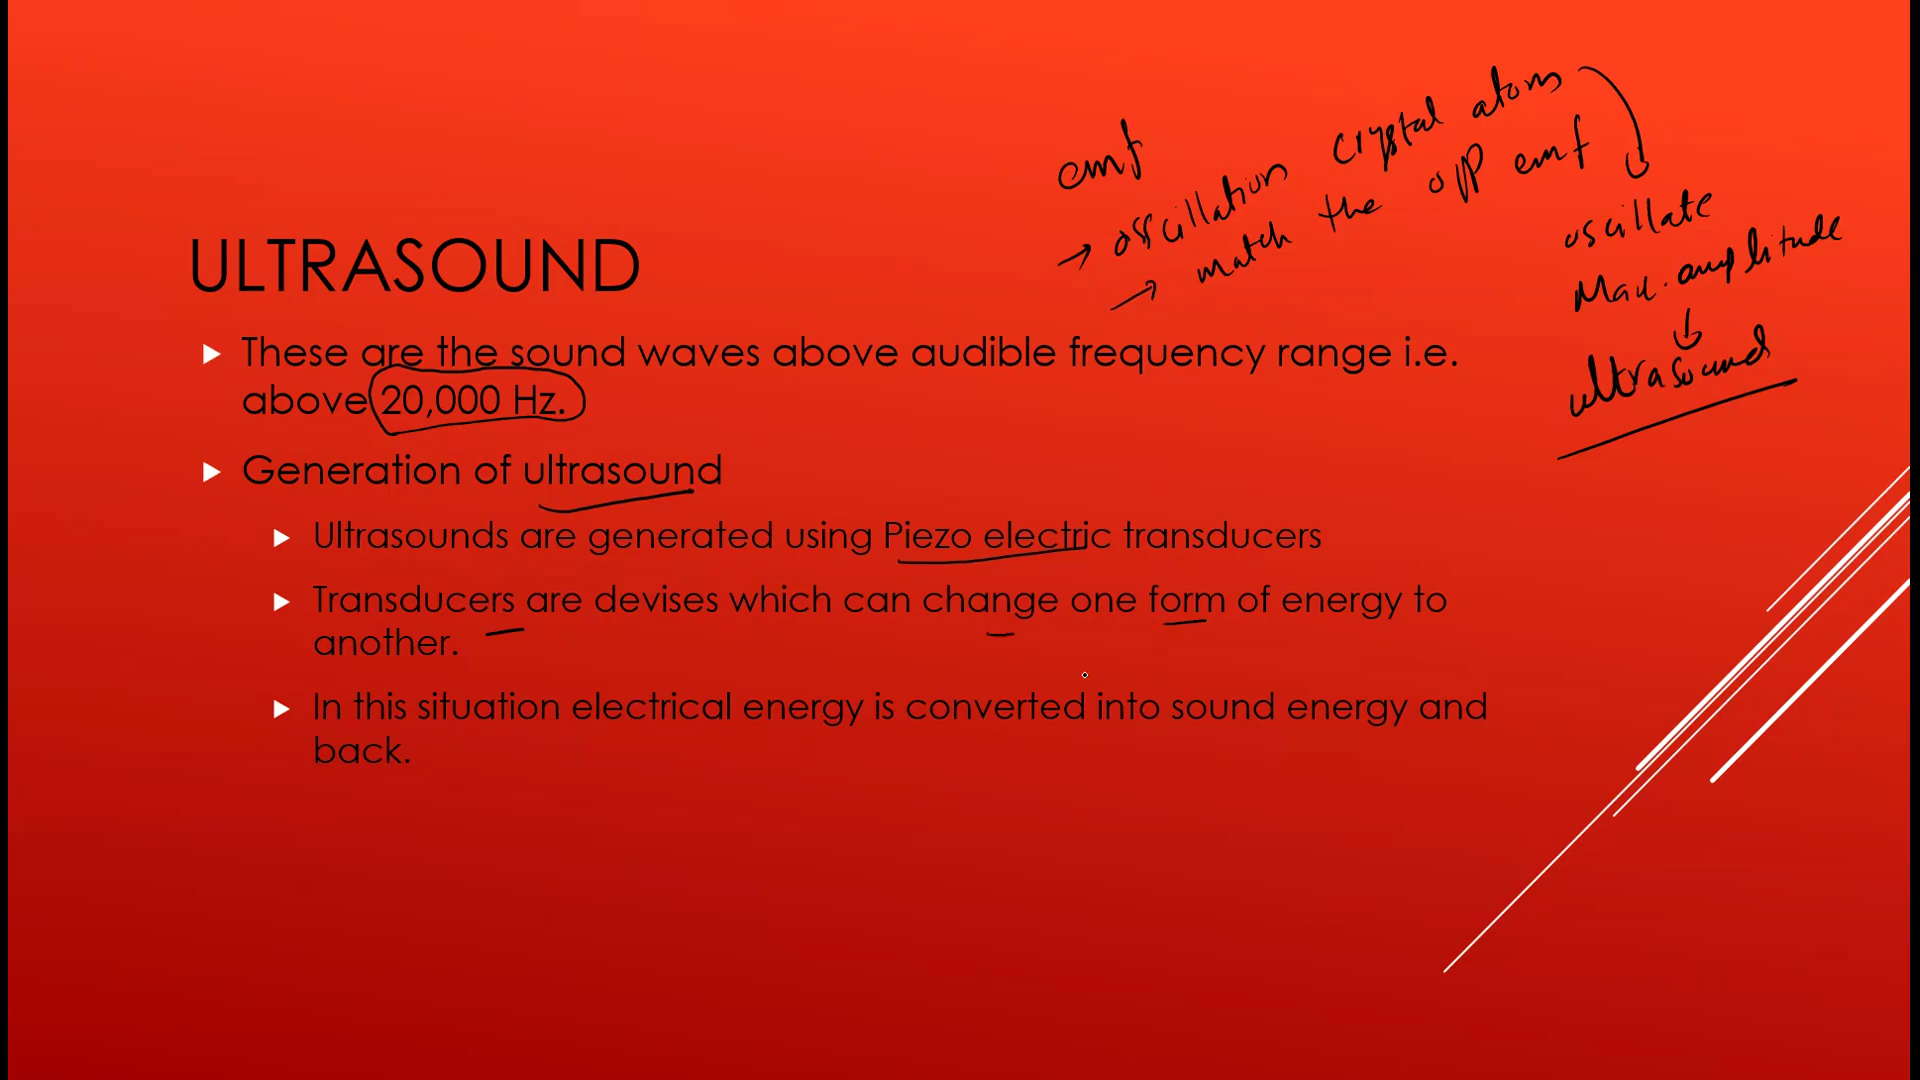 emf
→ oscillation crystal atoms
→ match the opp emf
oscillate
Max. amplitude
↓
ultrasound
ULTRASOUND
These are the sound waves above audible frequency range i.e.
above 20,000 Hz.
Generation of ultrasound
Ultrasounds are generated using Piezo electric transducers
Transducers are devises which can change one form of energy to
another.
In this situation electrical energy is converted into sound energy and
back.